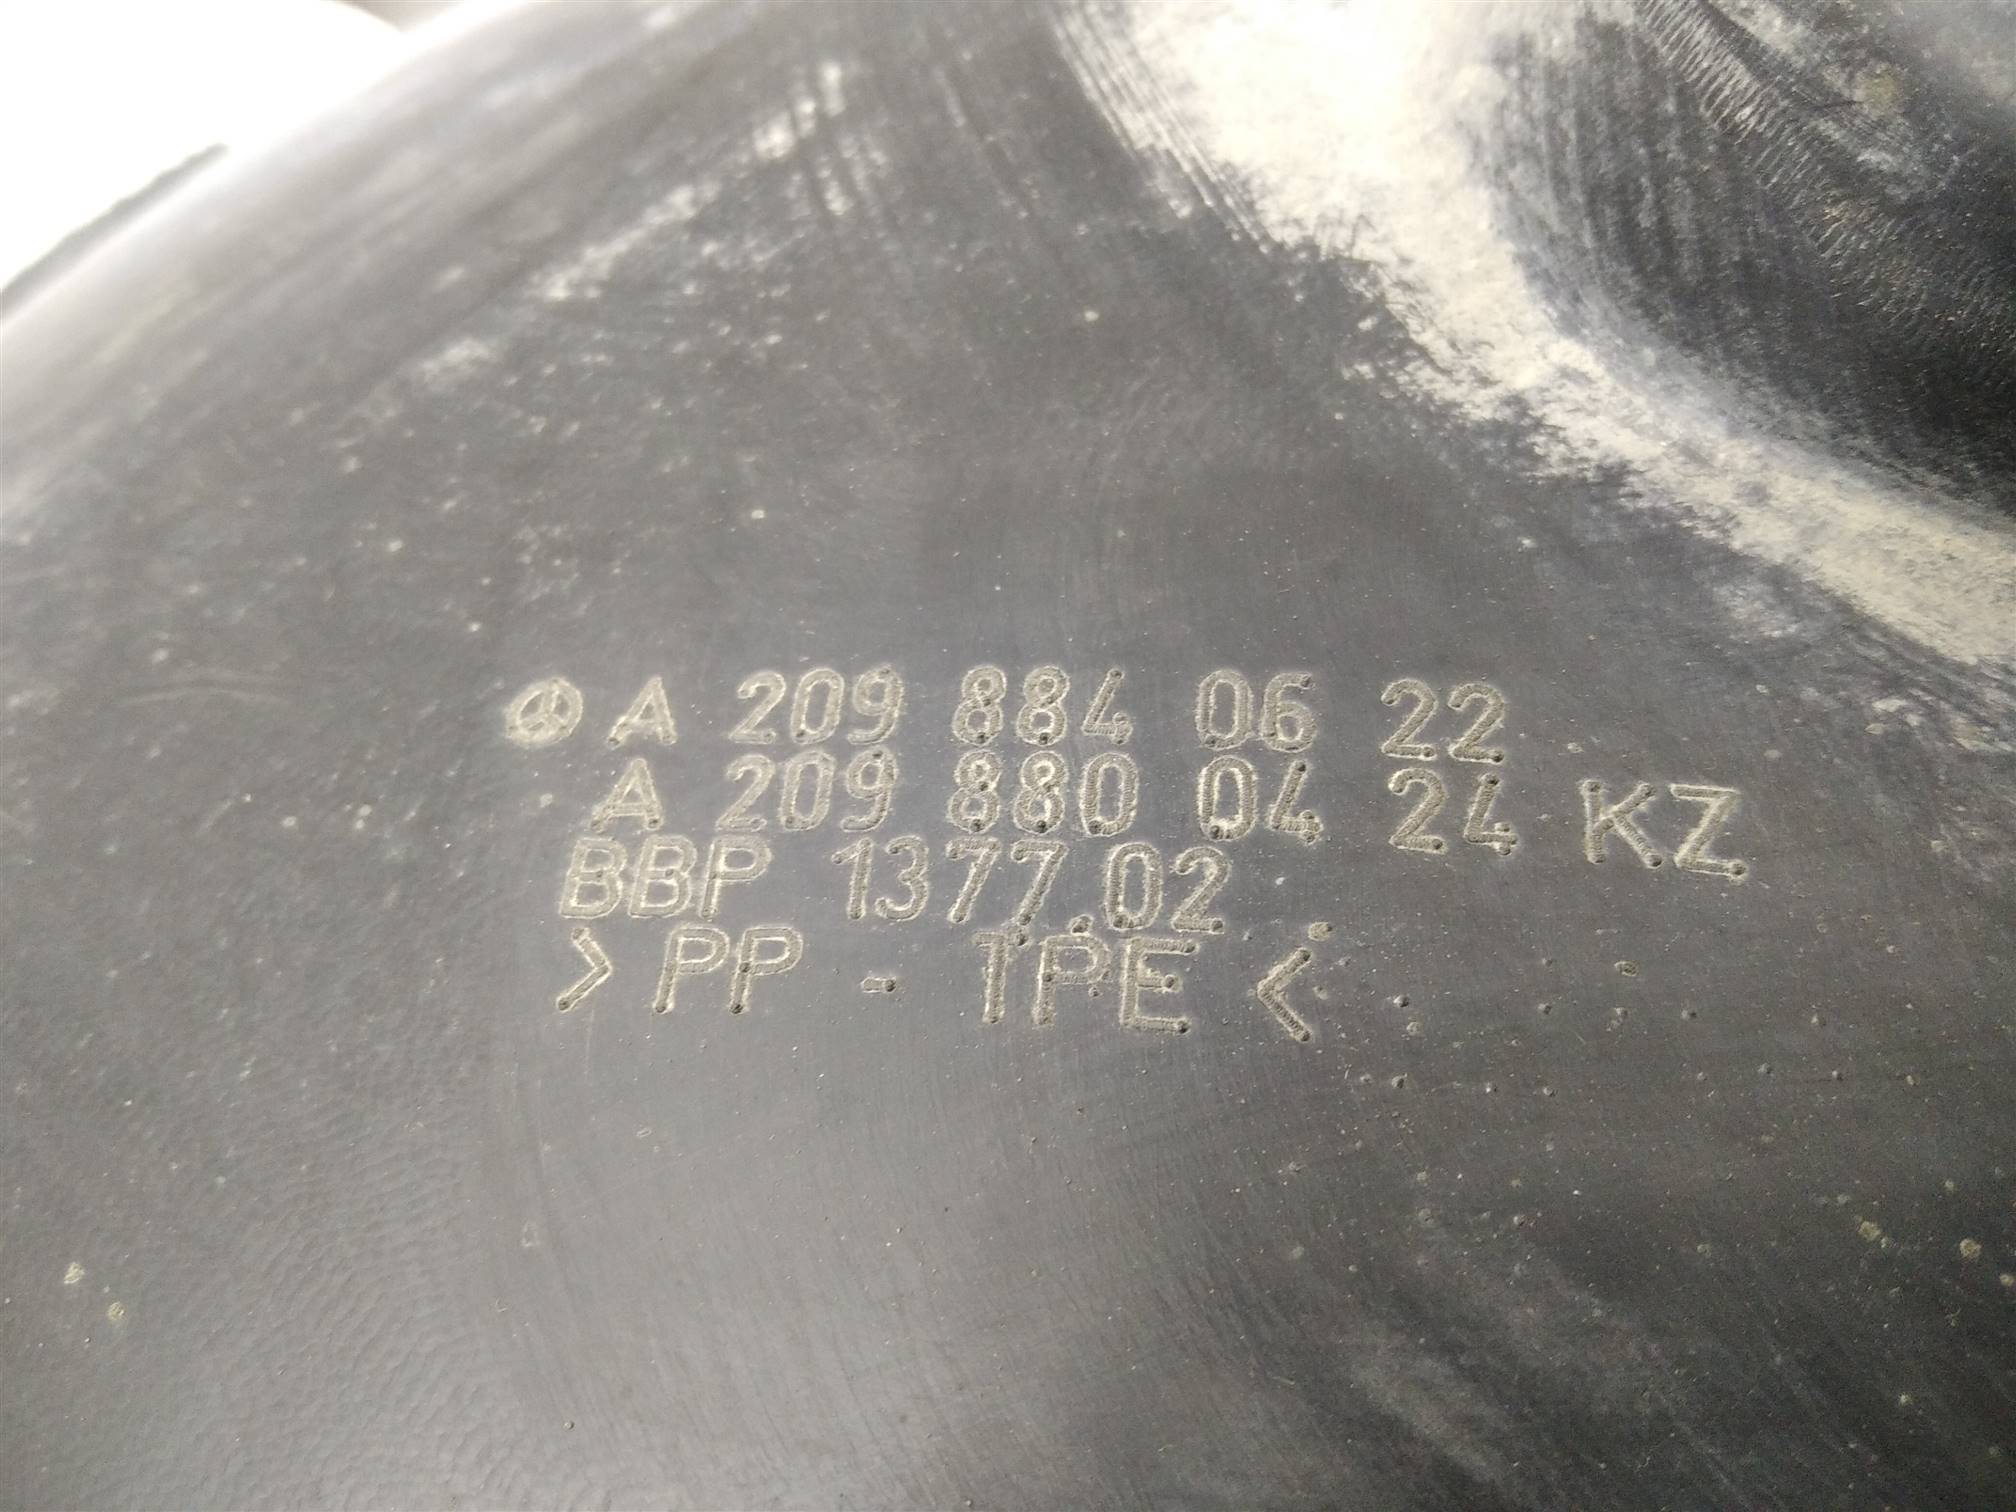 A 209 884 06 22
A 209 880 04 24 KZ
BBP 1377.02
>PP - TPE<